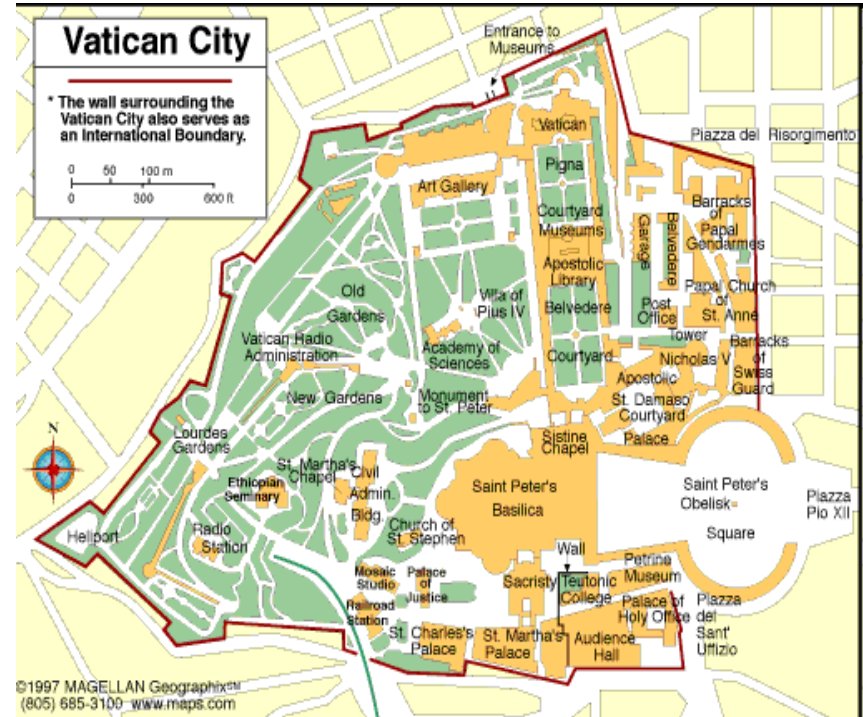 Vatican City
* The wall surrounding the
Vatican City also serves as
an International Boundary.
0 50 100 m
0 300 600 ft
Entrance to
Museums
Piazza del Risorgimento
Vatican
Pigna
Courtyard
Museums
Art Gallery
Apostolic
Library
Belvedere
Courtyard
Garage
Belvedere
Barracks
of
Papal
Gendarmes
Papal Church
of
St. Anne
Post
Office
Tower
Nicholas V
Barracks
of
Swiss
Guard
Apostolic
St. Damaso
Courtyard
Palace
Old
Gardens
Villa of
Pius IV
Vatican Radio
Administration
Academy of
Sciences
New Gardens
Monument
to St. Peter
Lourdes
Gardens
N
Sistine
Chapel
St. Martha's
Chapel
Civil
Admin.
Bldg.
Ethiopian
Seminary
Saint Peter's
Basilica
Saint Peter's
Obelisk
Square
Piazza
Pio XII
Heliport
Radio
Station
Church of
St. Stephen
Wall
Mosaic
Studio
Palace
of
Justice
Sacristy
Teutonic
College
Petrine
Museum
Railroad
Station
Palace of
Holy Office
Piazza
del
Sant'
Uffizio
St. Charles's
Palace
St. Martha's
Palace
Audience
Hall
©1997 MAGELLAN Geographix℠
(805) 685-3100 www.maps.com